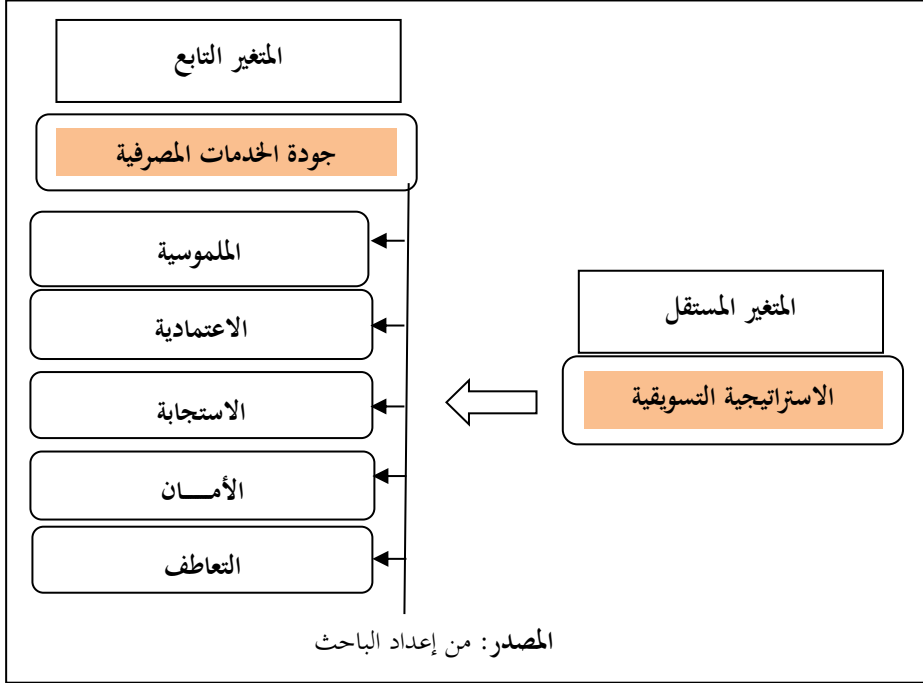 المتغير المستقل
الاستراتيجية التسويقية
المتغير التابع
جودة الخدمات المصرفية
الملموسية
الاعتمادية
الاستجابة
الأمـــان
التعاطف
المصدر: من إعداد الباحث